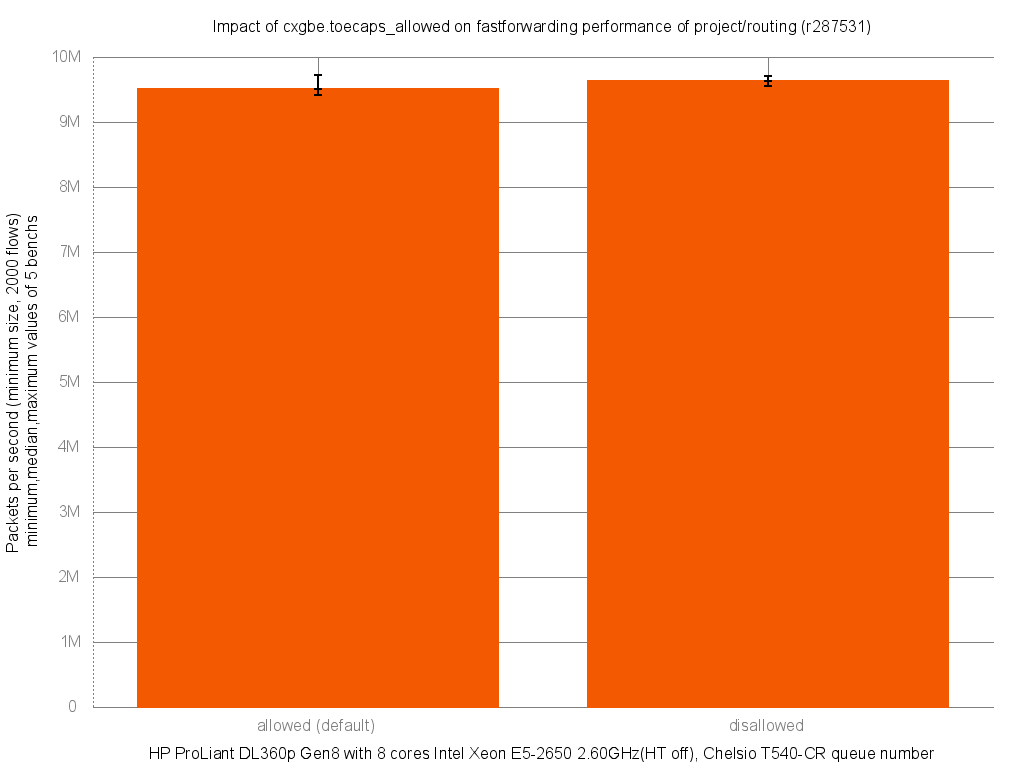 Impact of cxgbe.toecaps_allowed on fastforwarding performance of project/routing (r287531)
Packets per second (minimum size, 2000 flows)
minimum,median,maximum values of 5 benchs
10M
9M
8M
7M
6M
5M
4M
3M
2M
1M
0
allowed (default)
disallowed
HP ProLiant DL360p Gen8 with 8 cores Intel Xeon E5-2650 2.60GHz(HT off), Chelsio T540-CR queue number